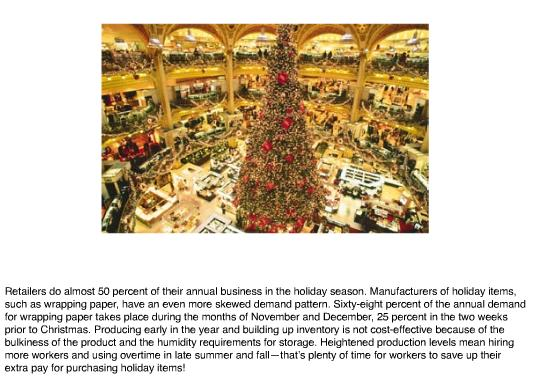 Retailers do almost 50 percent of their annual business in the holiday season. Manufacturers of holiday items,
such as wrapping paper, have an even more skewed demand pattern. Sixty-eight percent of the annual demand
for wrapping paper takes place during the months of November and December, 25 percent in the two weeks
prior to Christmas. Producing early in the year and building up inventory is not cost-effective because of the
bulkiness of the product and the humidity requirements for storage. Heightened production levels mean hiring
more workers and using overtime in late summer and fall—that's plenty of time for workers to save up their
extra pay for purchasing holiday items!